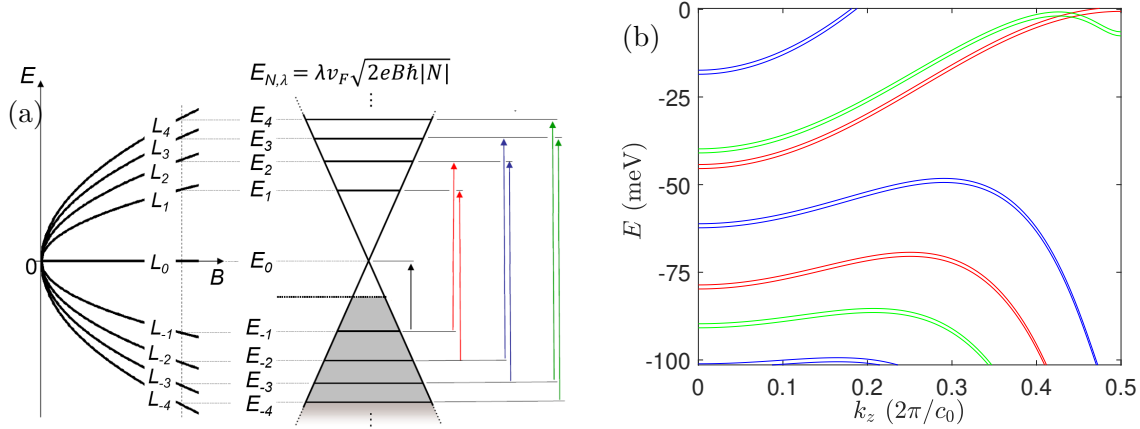 (a)
E
0
B
L₄
L₃
L₂
L₁
L₀
L₋₁
L₋₂
L₋₃
L₋₄
E_{N,λ} = λv_F√2eBħ|N|
E₄
E₃
E₂
E₁
E₀
E₋₁
E₋₂
E₋₃
E₋₄
(b)
E (meV)
0
-25
-50
-75
-100
0
0.1
0.2
0.3
0.4
0.5
k_z (2π/c₀)